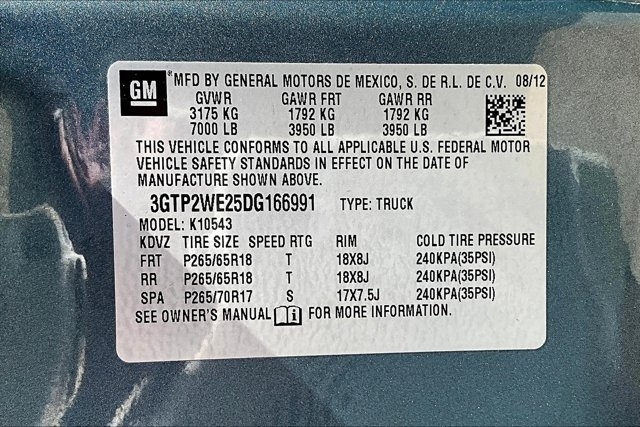 GM ® MFD BY GENERAL MOTORS DE MEXICO, S. DE R.L. DE C.V. 08/12
GVWR GAWR FRT GAWR RR
3175 KG 1792 KG 1792 KG
7000 LB 3950 LB 3950 LB
THIS VEHICLE CONFORMS TO ALL APPLICABLE U.S. FEDERAL MOTOR
VEHICLE SAFETY STANDARDS IN EFFECT ON THE DATE OF
MANUFACTURE SHOWN ABOVE.
3GTP2WE25DG166991 TYPE: TRUCK
MODEL: K10543
KDVZ TIRE SIZE SPEED RTG RIM COLD TIRE PRESSURE
FRT P265/65R18 T 18X8J 240KPA(35PSI)
RR P265/65R18 T 18X8J 240KPA(35PSI)
SPA P265/70R17 S 17X7.5J 240KPA(35PSI)
SEE OWNER'S MANUAL FOR MORE INFORMATION.